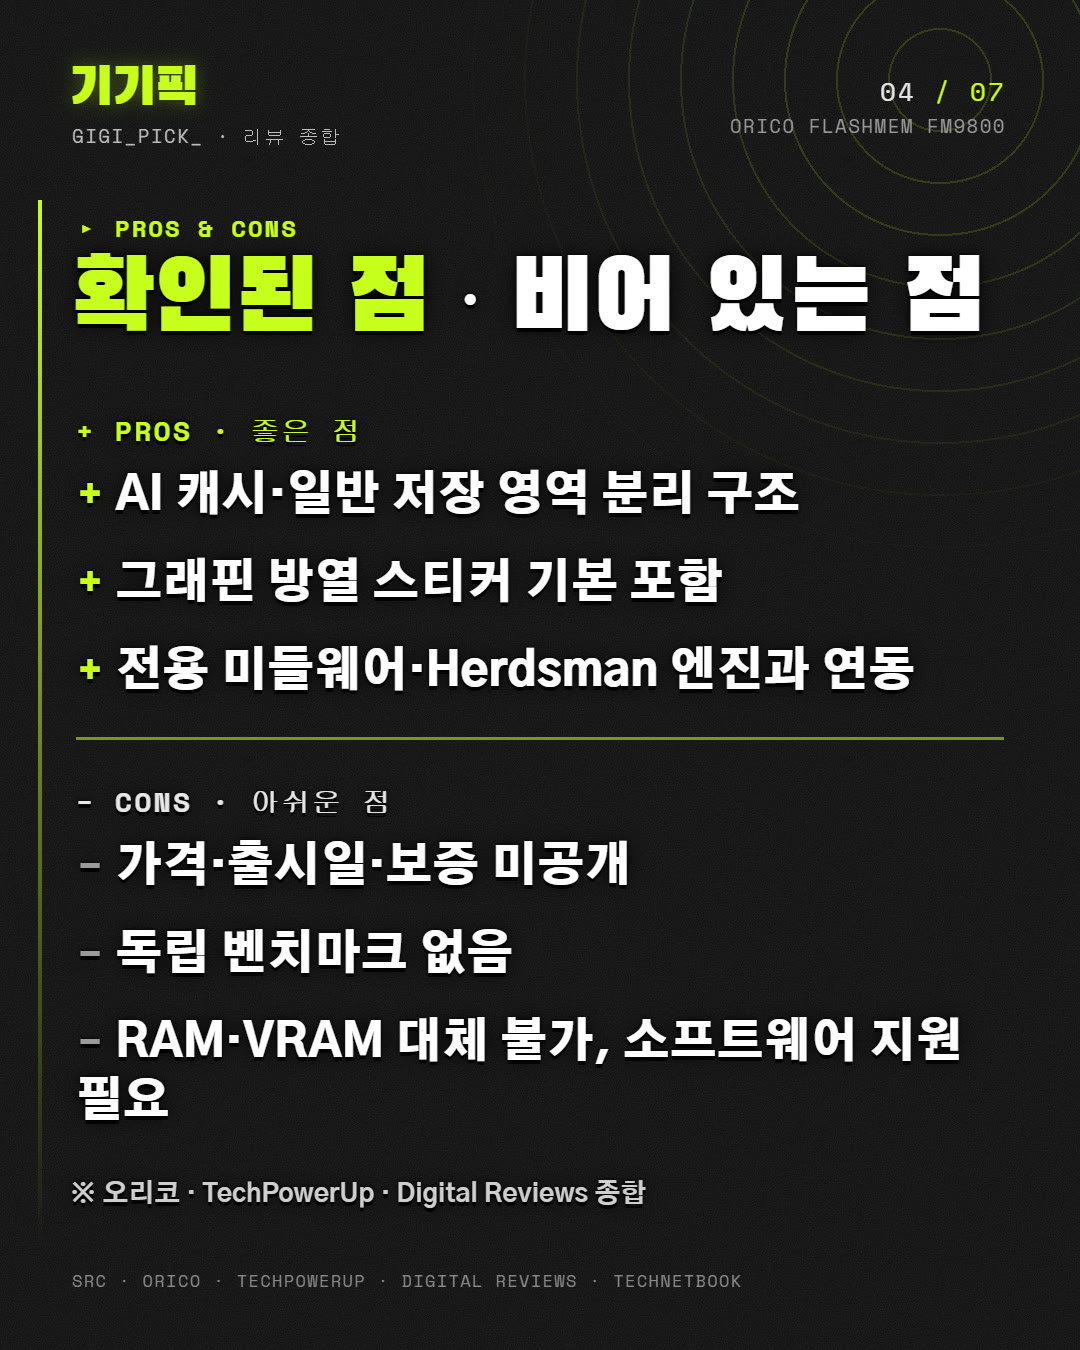 기기픽
GIGI_PICK_ · 리뷰 종합
04 / 07
ORICO FLASHMEM FM9800
▸ PROS & CONS
확인된 점 · 비어 있는 점
+ PROS · 좋은 점
+ AI 캐시·일반 저장 영역 분리 구조
+ 그래핀 방열 스티커 기본 포함
+ 전용 미들웨어·Herdsman 엔진과 연동
– CONS · 아쉬운 점
– 가격·출시일·보증 미공개
– 독립 벤치마크 없음
– RAM·VRAM 대체 불가, 소프트웨어 지원
필요
※ 오리코 · TechPowerUp · Digital Reviews 종합
SRC · ORICO · TECHPOWERUP · DIGITAL REVIEWS · TECHNETBOOK